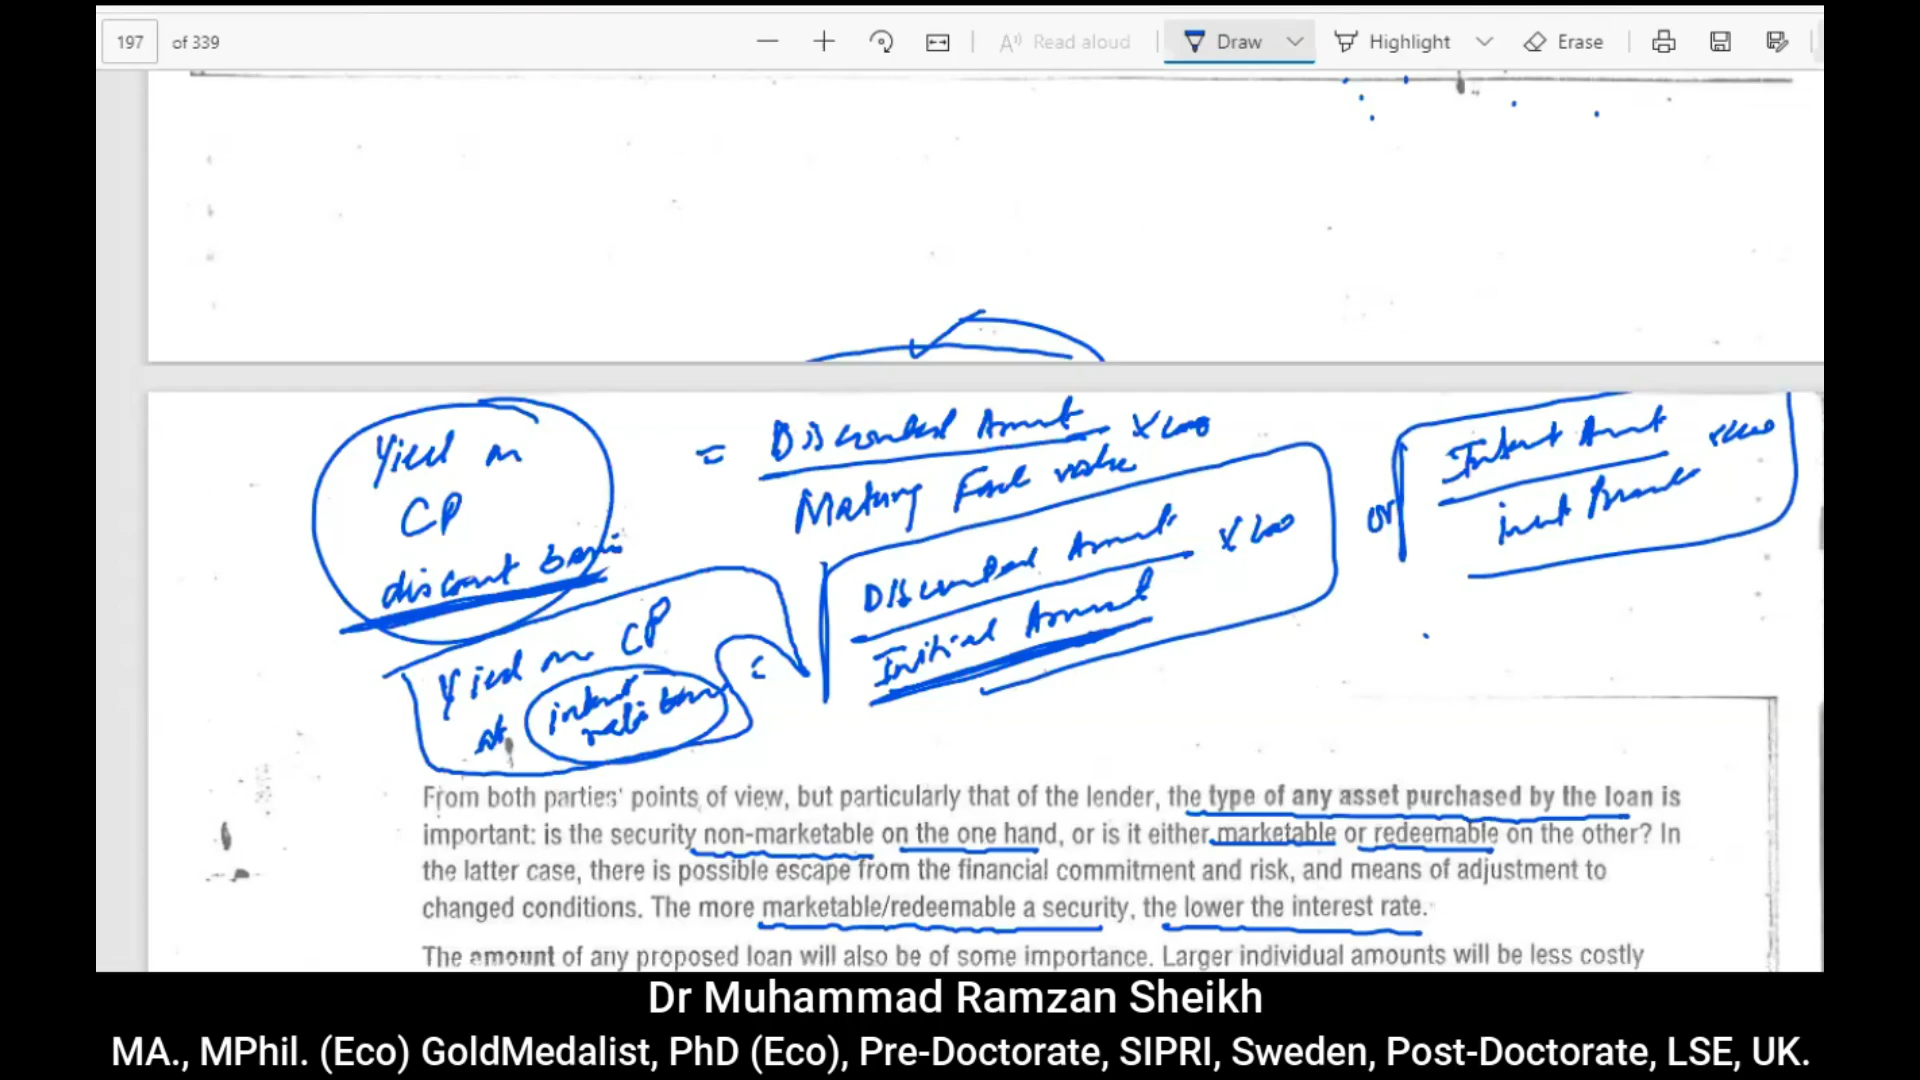 197 of 339 Read aloud Draw Highlight Erase
Yield on = Discounted Amount x 100
CP Maturity Face value
discount basis
or Interest Amount x 100
Yield on CP = Discounted Amount x 100
at interest rate basis Initial Amount
From both parties' points of view, but particularly that of the lender, the type of any asset purchased by the loan is
important: is the security non-marketable on the one hand, or is it either marketable or redeemable on the other? In
the latter case, there is possible escape from the financial commitment and risk, and means of adjustment to
changed conditions. The more marketable/redeemable a security, the lower the interest rate.
The amount of any proposed loan will also be of some importance. Larger individual amounts will be less costly
Dr Muhammad Ramzan Sheikh
MA., MPhil. (Eco) GoldMedalist, PhD (Eco), Pre-Doctorate, SIPRI, Sweden, Post-Doctorate, LSE, UK.